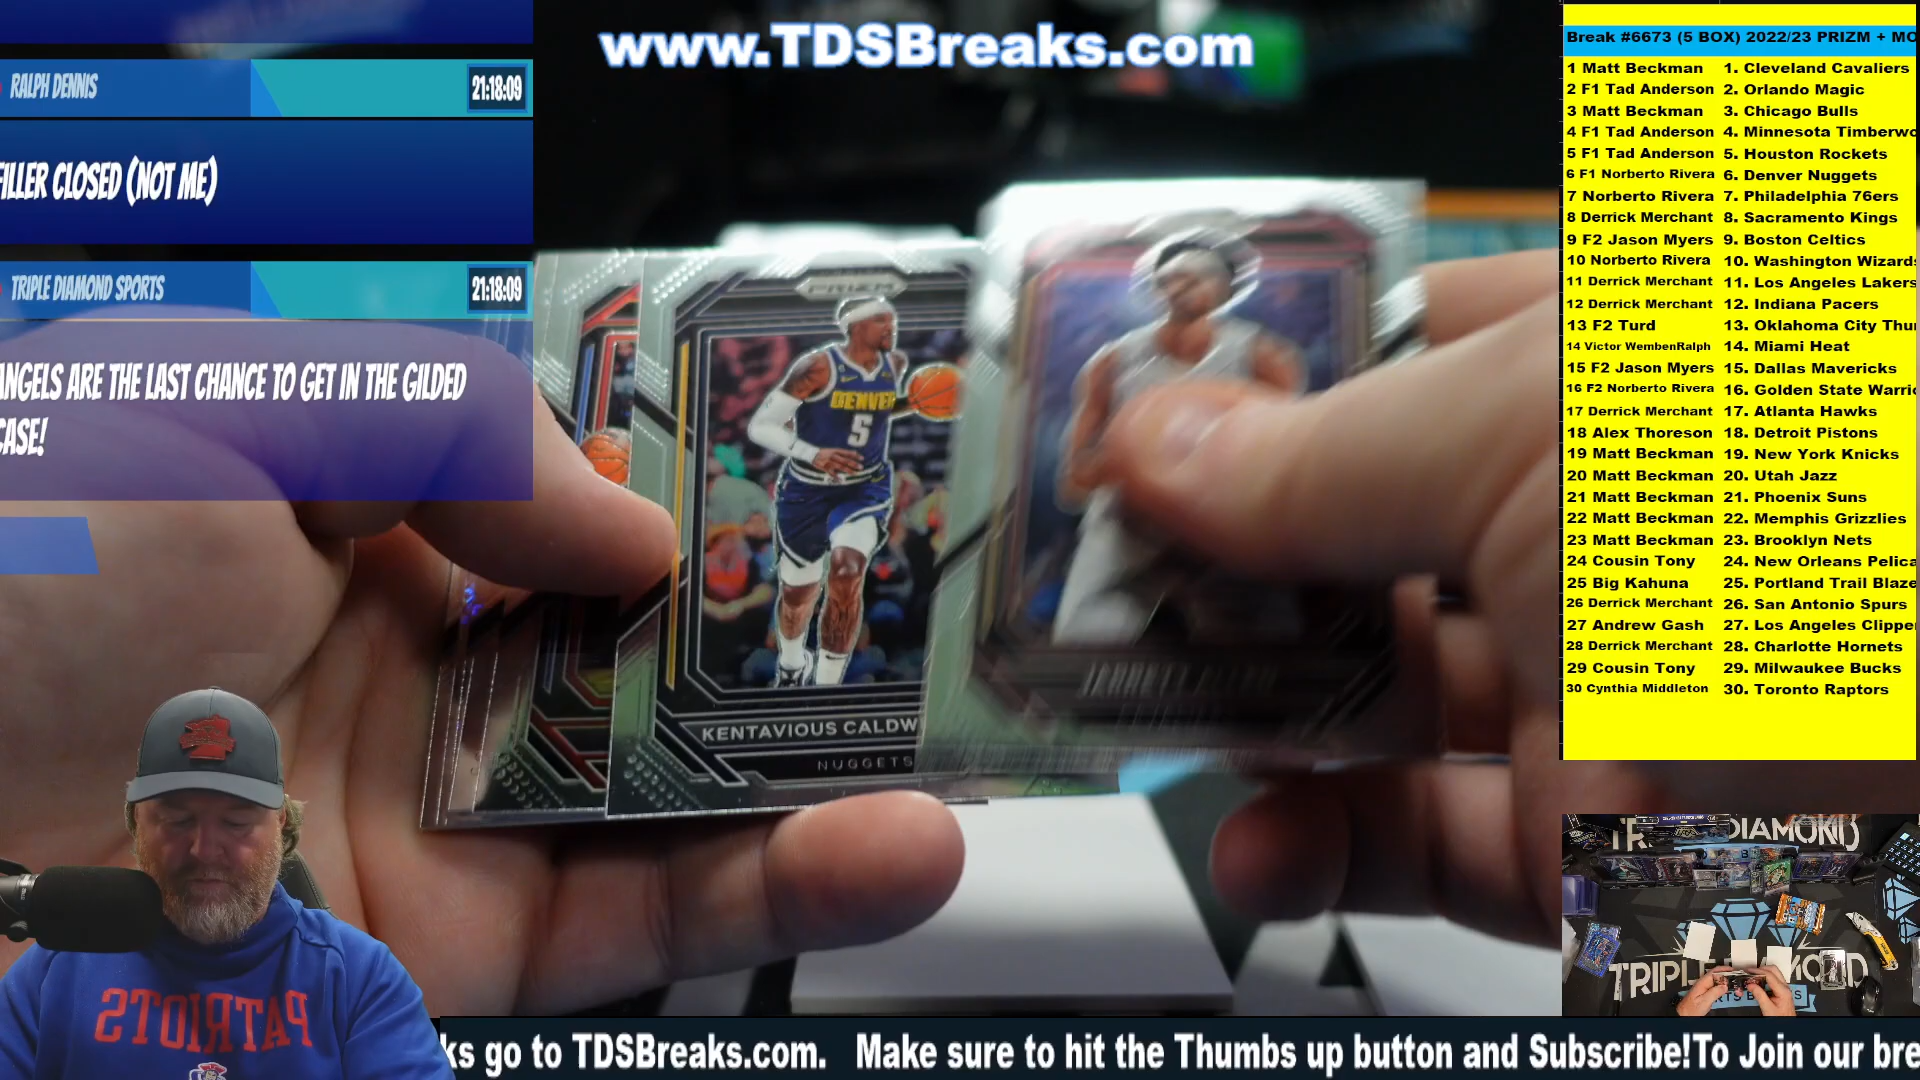 www.TDSBreaks.com
RALPH DENNIS
21:18:09
FILLER CLOSED (NOT ME)
TRIPLE DIAMOND SPORTS
21:18:09
ANGELS ARE THE LAST CHANCE TO GET IN THE GILDED
CASE!
PRIZM
DENVER
5
KENTAVIOUS CALDW
NUGGETS
JARRETT ALLEN
PATRIOTS
Break #6673 (5 BOX) 2022/23 PRIZM + MO
1 Matt Beckman 1. Cleveland Cavaliers
2 F1 Tad Anderson 2. Orlando Magic
3 Matt Beckman 3. Chicago Bulls
4 F1 Tad Anderson 4. Minnesota Timberwo
5 F1 Tad Anderson 5. Houston Rockets
6 F1 Norberto Rivera 6. Denver Nuggets
7 Norberto Rivera 7. Philadelphia 76ers
8 Derrick Merchant 8. Sacramento Kings
9 F2 Jason Myers 9. Boston Celtics
10 Norberto Rivera 10. Washington Wizards
11 Derrick Merchant 11. Los Angeles Lakers
12 Derrick Merchant 12. Indiana Pacers
13 F2 Turd 13. Oklahoma City Thu
14 Victor WembenRalph 14. Miami Heat
15 F2 Jason Myers 15. Dallas Mavericks
16 F2 Norberto Rivera 16. Golden State Warri
17 Derrick Merchant 17. Atlanta Hawks
18 Alex Thoreson 18. Detroit Pistons
19 Matt Beckman 19. New York Knicks
20 Matt Beckman 20. Utah Jazz
21 Matt Beckman 21. Phoenix Suns
22 Matt Beckman 22. Memphis Grizzlies
23 Matt Beckman 23. Brooklyn Nets
24 Cousin Tony 24. New Orleans Pelica
25 Big Kahuna 25. Portland Trail Blaze
26 Derrick Merchant 26. San Antonio Spurs
27 Andrew Gash 27. Los Angeles Clippe
28 Derrick Merchant 28. Charlotte Hornets
29 Cousin Tony 29. Milwaukee Bucks
30 Cynthia Middleton 30. Toronto Raptors
DIAMOND
ks go to TDSBreaks.com. Make sure to hit the Thumbs up button and Subscribe!To Join our bre